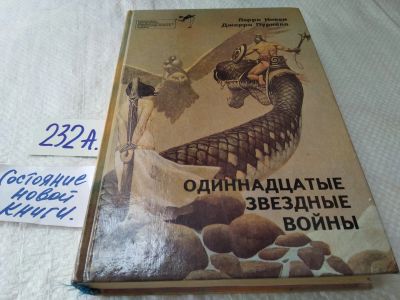 Ларри Нивен
Джерри Пурнелл
ОДИННАДЦАТЫЕ
ЗВЕЗДНЫЕ
ВОЙНЫ
232А.
Состояние
новой
книги.